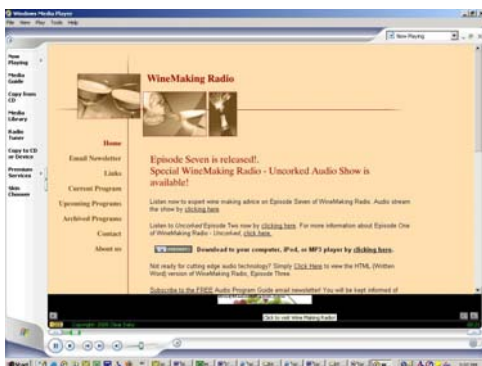 Windows Media Player
File View Play Tools Help
Now Playing
Now
Playing
Media
Guide
Copy from
CD
Media
Library
Radio
Tuner
Copy to CD
or Device
Premium
Services
Skin
Chooser
WineMaking Radio
Home
Email Newsletter
Links
Current Program
Upcoming Programs
Archived Programs
Contact
About us
Episode Seven is released!.
Special WineMaking Radio - Uncorked Audio Show is
available!
Listen now to expert wine making advice on Episode Seven of WineMaking Radio. Audio stream
the show by clicking here
Listen to Uncorked Episode Two now by clicking here. For more information about Episode One
of WineMaking Radio - Uncorked, click here.
Download to your computer, iPod, or MP3 player by clicking here.
Not ready for cutting edge audio technology? Simply Click Here to view the HTML (Written
Word) version of WineMaking Radio, Episode Three.
Subscribe to the FREE Audio Program Guide email newsletter! You will be kept informed of
Click to visit Wine Making Radio!
Start